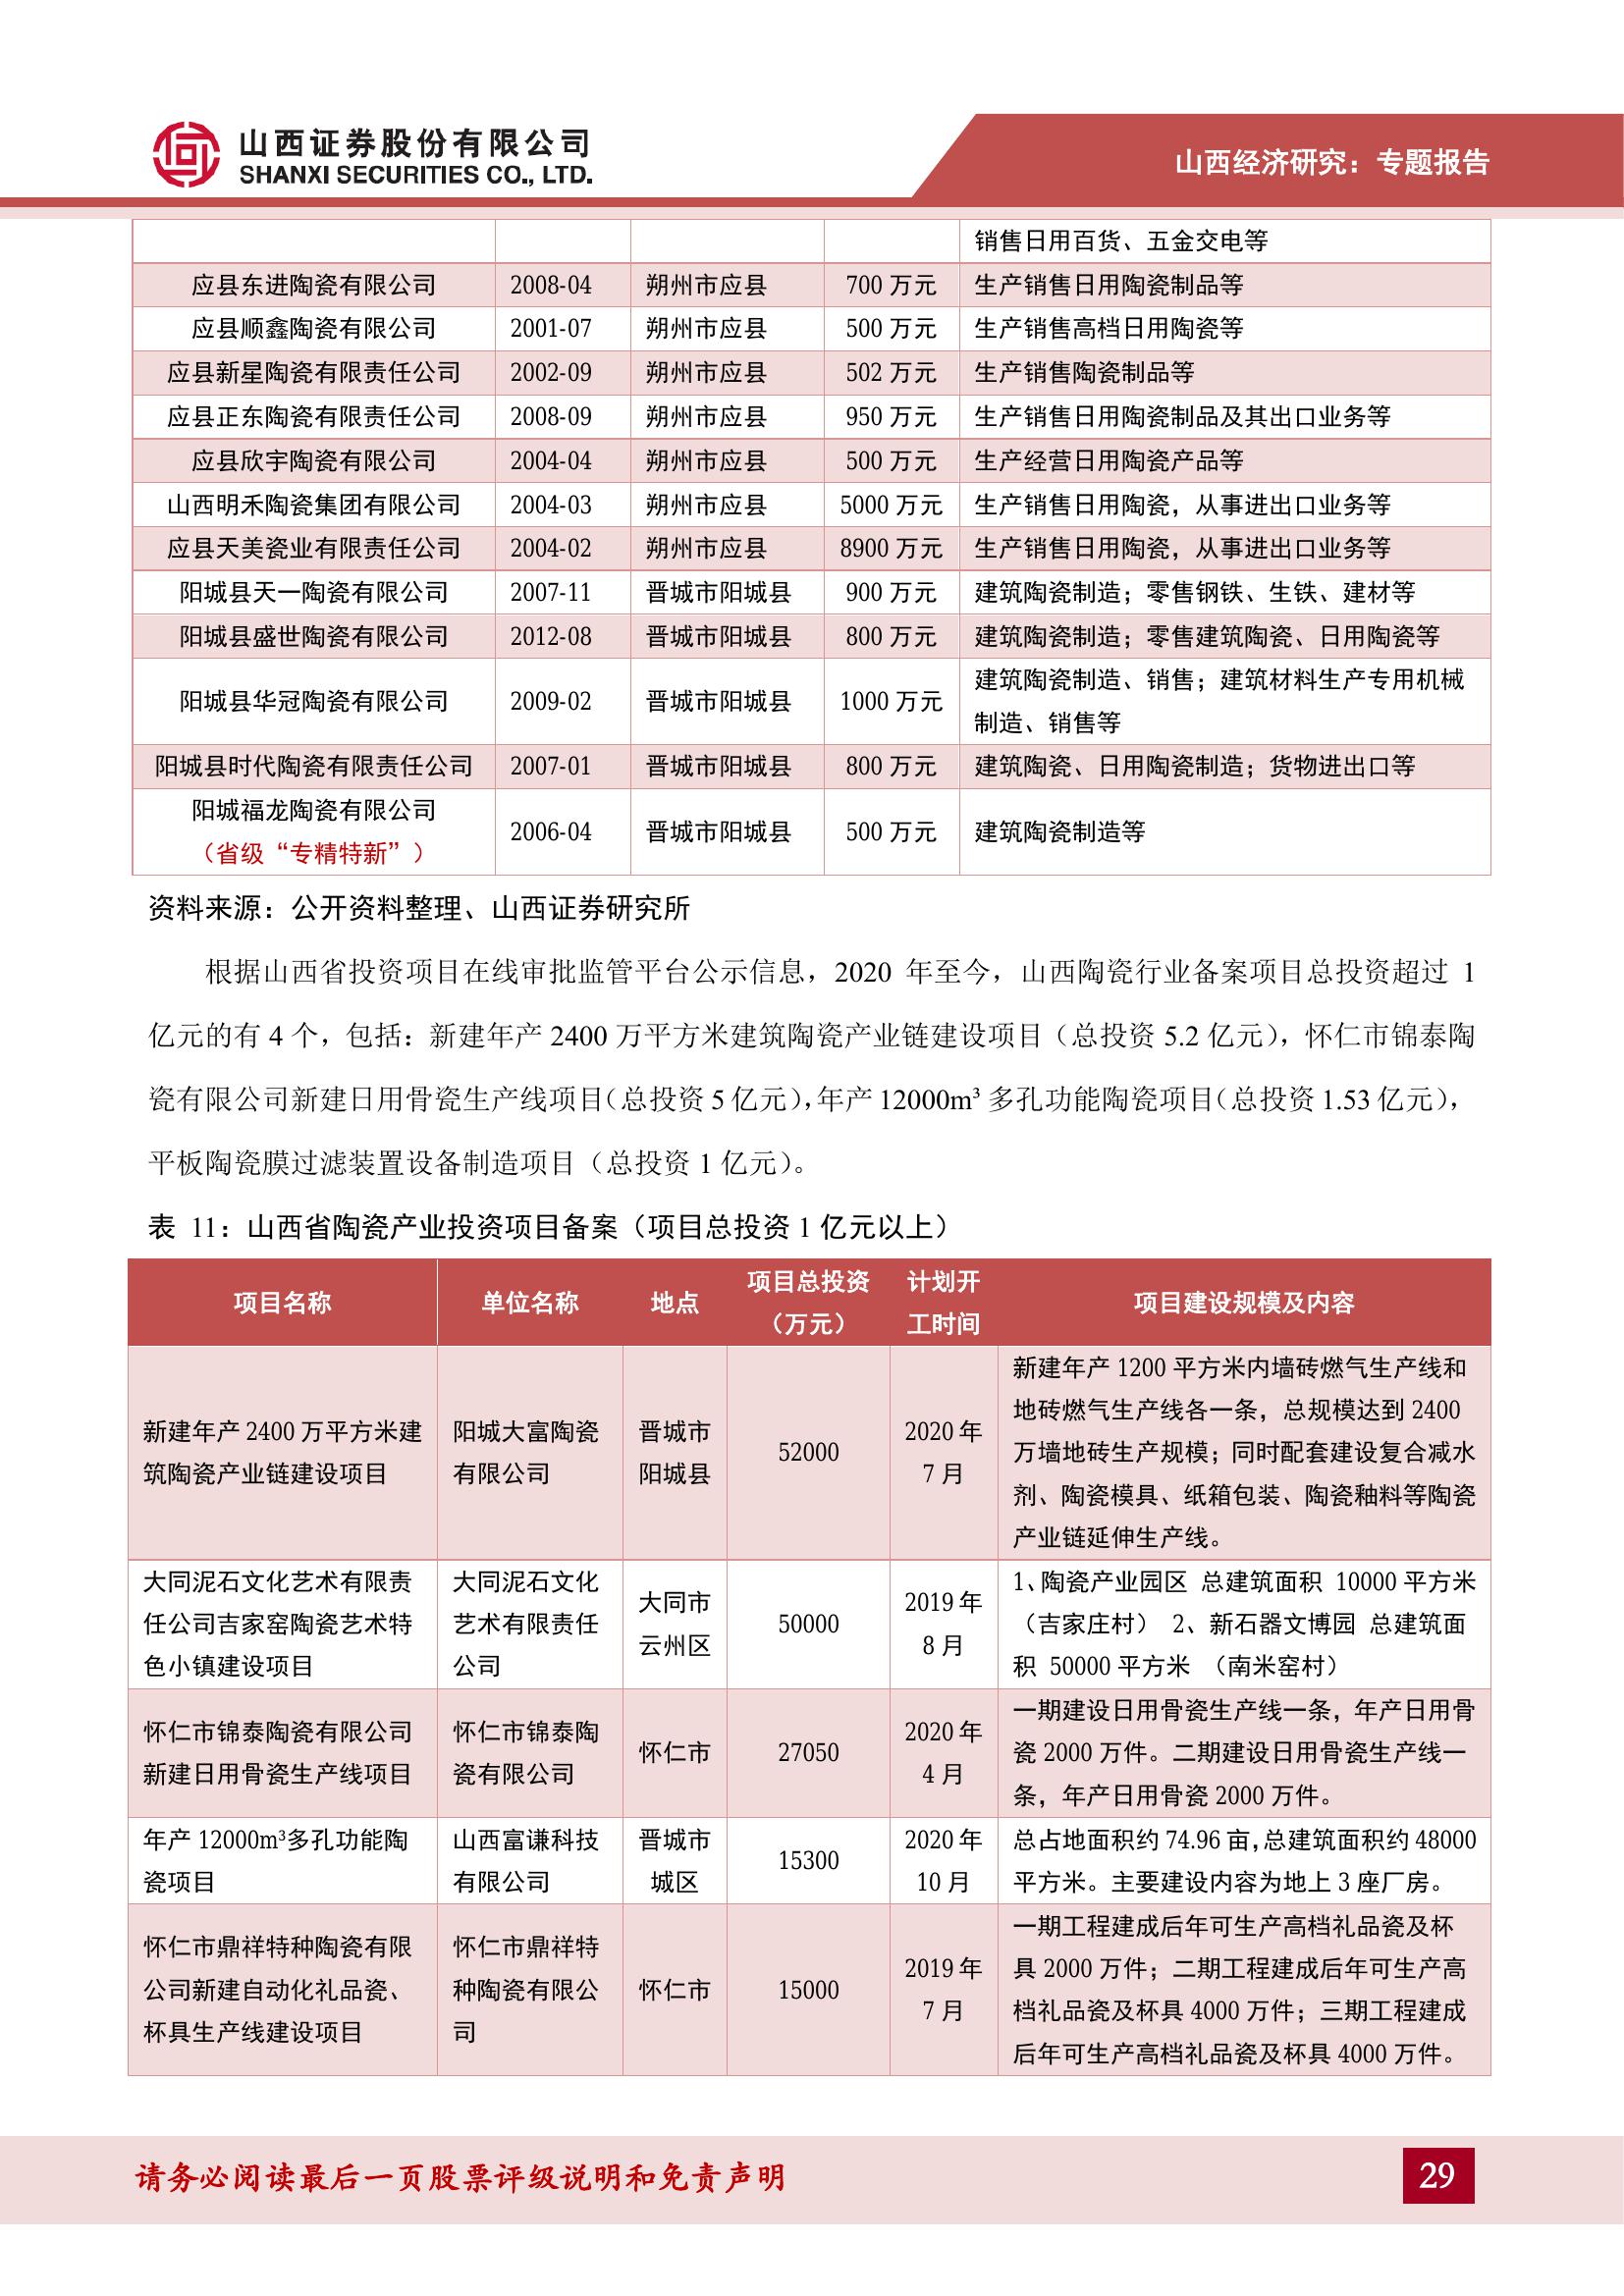 山西证券股份有限公司
SHANXI SECURITIES CO., LTD.
山西经济研究：专题报告
销售日用百货、五金交电等
应县东进陶瓷有限公司 2008-04 朔州市应县 700 万元 生产销售日用陶瓷制品等
应县顺鑫陶瓷有限公司 2001-07 朔州市应县 500 万元 生产销售高档日用陶瓷等
应县新星陶瓷有限责任公司 2002-09 朔州市应县 502 万元 生产销售陶瓷制品等
应县正东陶瓷有限责任公司 2008-09 朔州市应县 950 万元 生产销售日用陶瓷制品及其出口业务等
应县欣宇陶瓷有限公司 2004-04 朔州市应县 500 万元 生产经营日用陶瓷产品等
山西明禾陶瓷集团有限公司 2004-03 朔州市应县 5000 万元 生产销售日用陶瓷，从事进出口业务等
应县天美瓷业有限责任公司 2004-02 朔州市应县 8900 万元 生产销售日用陶瓷，从事进出口业务等
阳城县天一陶瓷有限公司 2007-11 晋城市阳城县 900 万元 建筑陶瓷制造；零售钢铁、生铁、建材等
阳城县盛世陶瓷有限公司 2012-08 晋城市阳城县 800 万元 建筑陶瓷制造；零售建筑陶瓷、日用陶瓷等
阳城县华冠陶瓷有限公司 2009-02 晋城市阳城县 1000 万元 建筑陶瓷制造、销售；建筑材料生产专用机械
制造、销售等
阳城县时代陶瓷有限责任公司 2007-01 晋城市阳城县 800 万元 建筑陶瓷、日用陶瓷制造；货物进出口等
阳城福龙陶瓷有限公司
（省级“专精特新”）
2006-04 晋城市阳城县 500 万元 建筑陶瓷制造等
资料来源：公开资料整理、山西证券研究所
根据山西省投资项目在线审批监管平台公示信息，2020 年至今，山西陶瓷行业备案项目总投资超过 1
亿元的有 4 个，包括：新建年产 2400 万平方米建筑陶瓷产业链建设项目（总投资 5.2 亿元），怀仁市锦泰陶
瓷有限公司新建日用骨瓷生产线项目（总投资 5 亿元），年产 12000m³ 多孔功能陶瓷项目（总投资 1.53 亿元），
平板陶瓷膜过滤装置设备制造项目（总投资 1 亿元）。
表 11：山西省陶瓷产业投资项目备案（项目总投资 1 亿元以上）
项目名称 单位名称 地点 项目总投资
（万元）
计划开
工时间
项目建设规模及内容
新建年产 2400 万平方米建
筑陶瓷产业链建设项目
阳城大富陶瓷
有限公司
晋城市
阳城县
52000
2020 年
7 月
新建年产 1200 平方米内墙砖燃气生产线和
地砖燃气生产线各一条，总规模达到 2400
万墙地砖生产规模；同时配套建设复合减水
剂、陶瓷模具、纸箱包装、陶瓷釉料等陶瓷
产业链延伸生产线。
大同泥石文化艺术有限责
任公司吉家窑陶瓷艺术特
色小镇建设项目
大同泥石文化
艺术有限责任
公司
大同市
云州区
50000
2019 年
8 月
1、陶瓷产业园区 总建筑面积 10000 平方米
（吉家庄村） 2、新石器文博园 总建筑面
积 50000 平方米 （南米窑村）
怀仁市锦泰陶瓷有限公司
新建日用骨瓷生产线项目
怀仁市锦泰陶
瓷有限公司
怀仁市
27050
2020 年
4 月
一期建设日用骨瓷生产线一条，年产日用骨
瓷 2000 万件。二期建设日用骨瓷生产线一
条，年产日用骨瓷 2000 万件。
年产 12000m³多孔功能陶
瓷项目
山西富谦科技
有限公司
晋城市
城区
15300
2020 年
10 月
总占地面积约 74.96 亩，总建筑面积约 48000
平方米。主要建设内容为地上 3 座厂房。
怀仁市鼎祥特种陶瓷有限
公司新建自动化礼品瓷、
杯具生产线建设项目
怀仁市鼎祥特
种陶瓷有限公
司
怀仁市
15000
2019 年
7 月
一期工程建成后年可生产高档礼品瓷及杯
具 2000 万件；二期工程建成后年可生产高
档礼品瓷及杯具 4000 万件；三期工程建成
后年可生产高档礼品瓷及杯具 4000 万件。
请务必阅读最后一页股票评级说明和免责声明
29